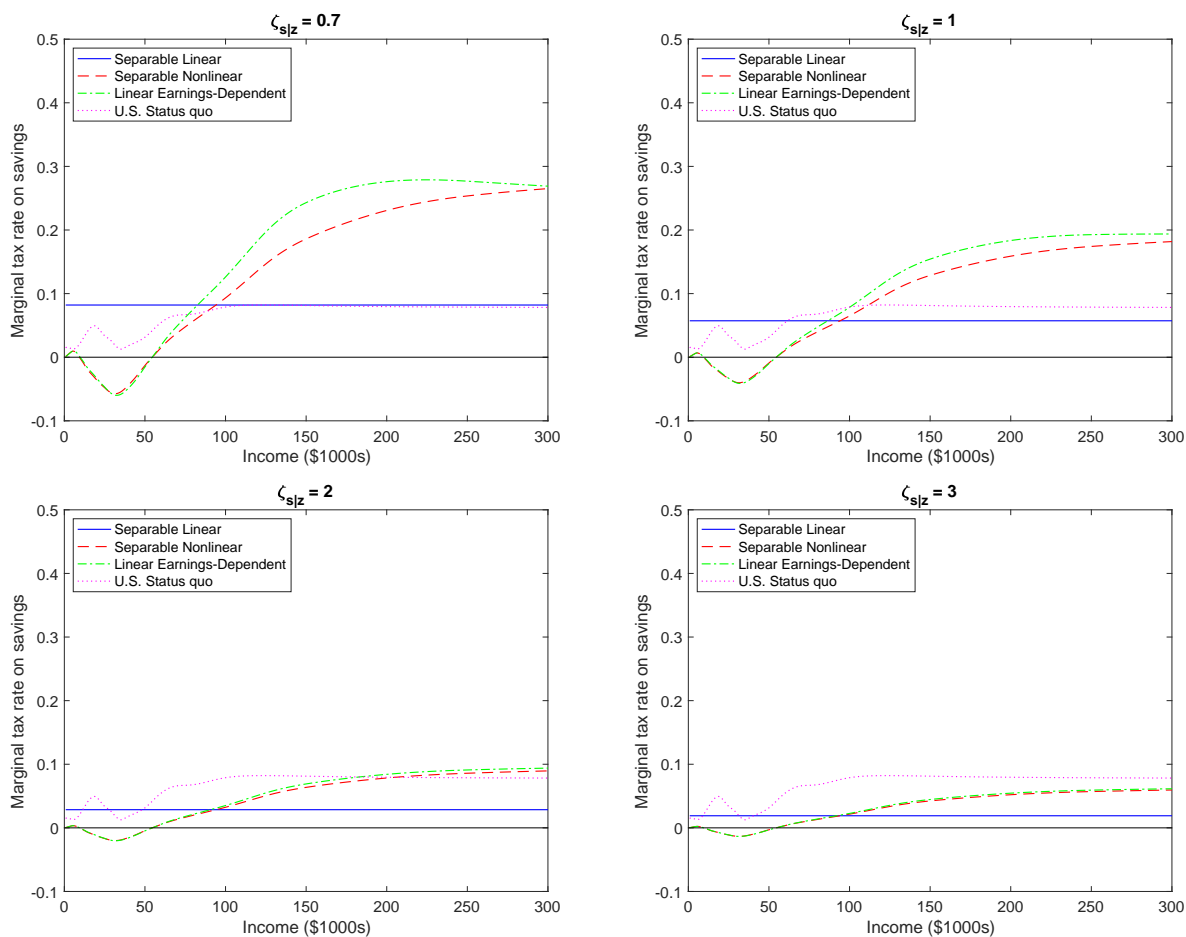 ζs|z = 0.7
Marginal tax rate on savings
0.5
0.4
0.3
0.2
0.1
0
-0.1
Separable Linear
Separable Nonlinear
Linear Earnings-Dependent
U.S. Status quo
0 50 100 150 200 250 300
Income ($1000s)
ζs|z = 1
Marginal tax rate on savings
0.5
0.4
0.3
0.2
0.1
0
-0.1
Separable Linear
Separable Nonlinear
Linear Earnings-Dependent
U.S. Status quo
0 50 100 150 200 250 300
Income ($1000s)
ζs|z = 2
Marginal tax rate on savings
0.5
0.4
0.3
0.2
0.1
0
-0.1
Separable Linear
Separable Nonlinear
Linear Earnings-Dependent
U.S. Status quo
0 50 100 150 200 250 300
Income ($1000s)
ζs|z = 3
Marginal tax rate on savings
0.5
0.4
0.3
0.2
0.1
0
-0.1
Separable Linear
Separable Nonlinear
Linear Earnings-Dependent
U.S. Status quo
0 50 100 150 200 250 300
Income ($1000s)